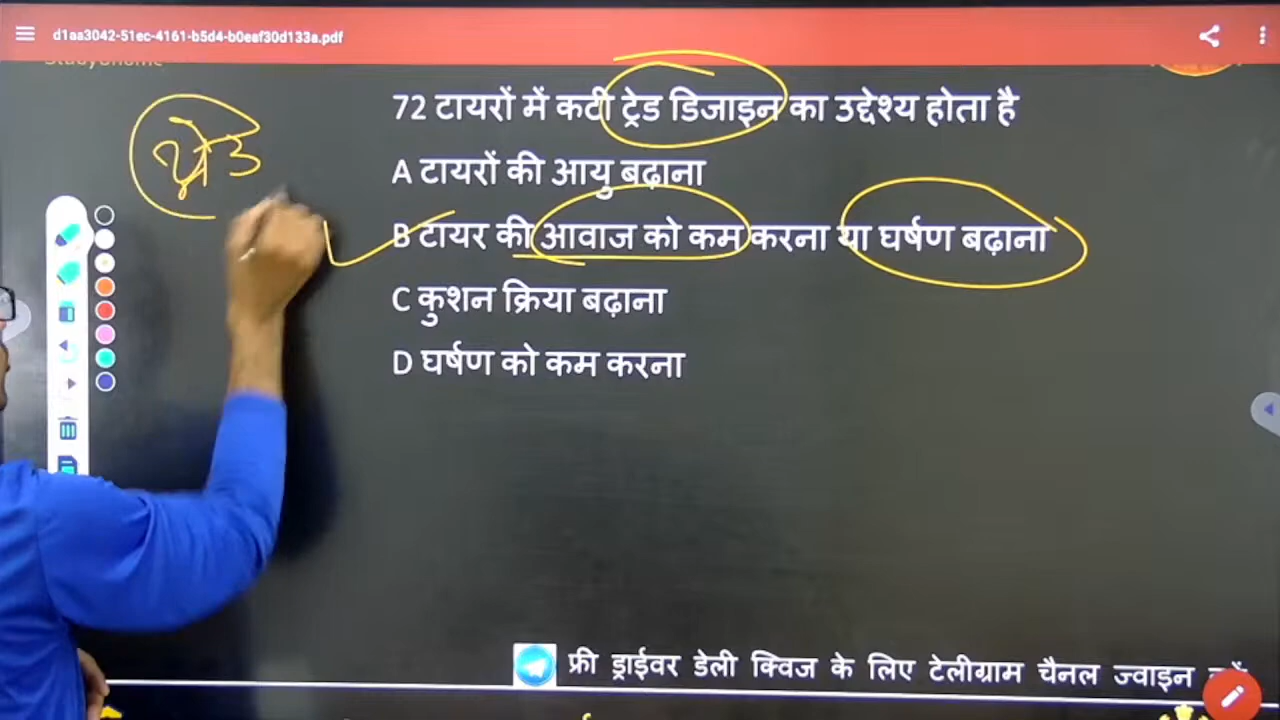 d1aa3042-51ec-4161-b5d4-b0eaf30d133a.pdf
72 टायरों में कटी ट्रेड डिजाइन का उद्देश्य होता है
A टायरों की आयु बढ़ाना
B टायर की आवाज को कम करना या घर्षण बढ़ाना
C कुशन क्रिया बढ़ाना
D घर्षण को कम करना
फ्री ड्राईवर डेली क्विज के लिए टेलीग्राम चैनल ज्वाइन